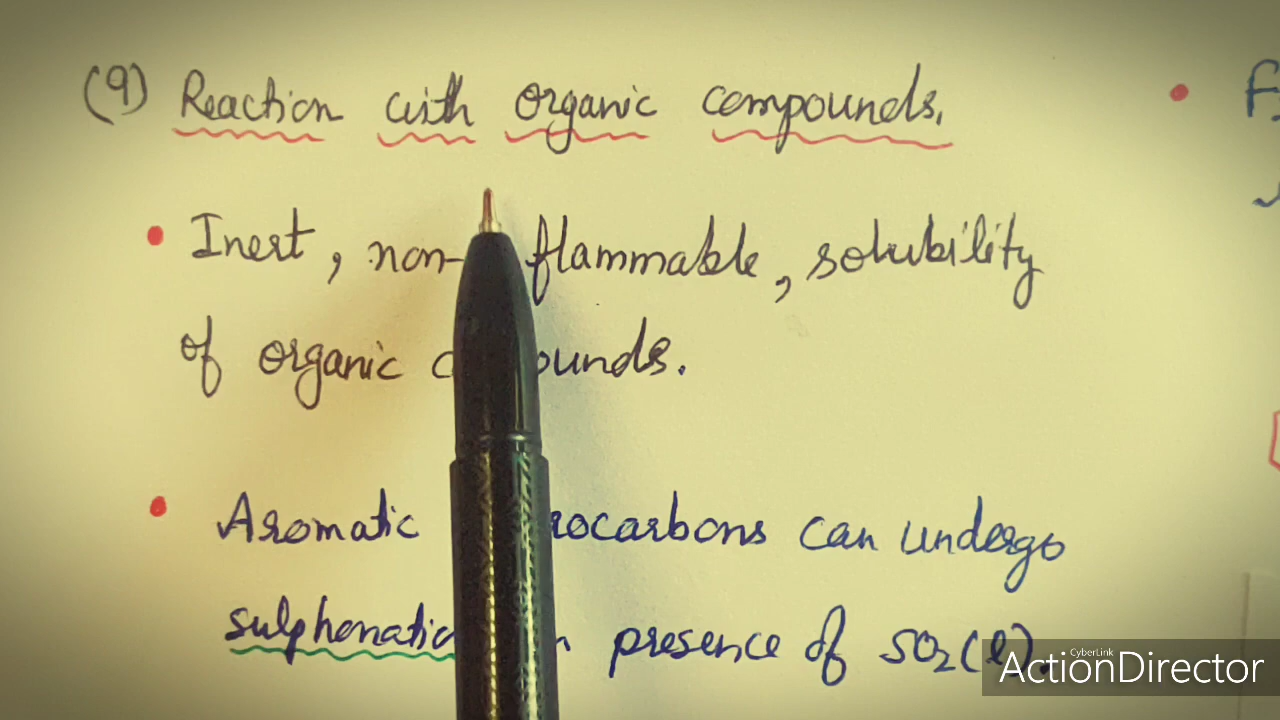 (9) Reaction with organic compounds.
Inert, non-flammable, solubility
of organic c ounds.
Aromatic rocarbons can undergo
sulphonatio n presence of SO2(l).
CyberLink
ActionDirector